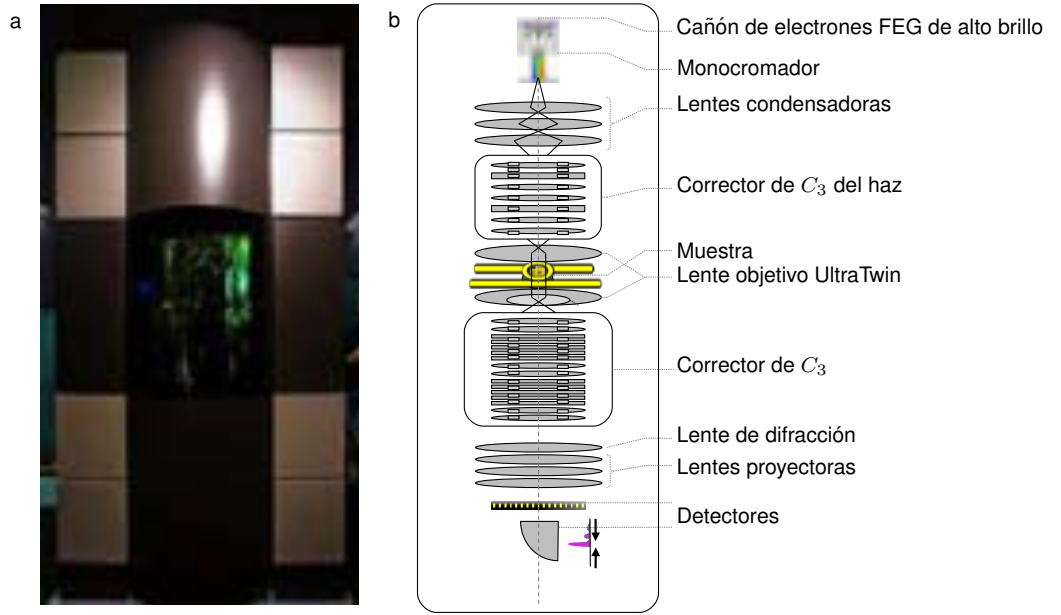 a
b
Cañón de electrones FEG de alto brillo
Monocromador
Lentes condensadoras
Corrector de C₃ del haz
Muestra
Lente objetivo UltraTwin
Corrector de C₃
Lente de difracción
Lentes proyectoras
Detectores